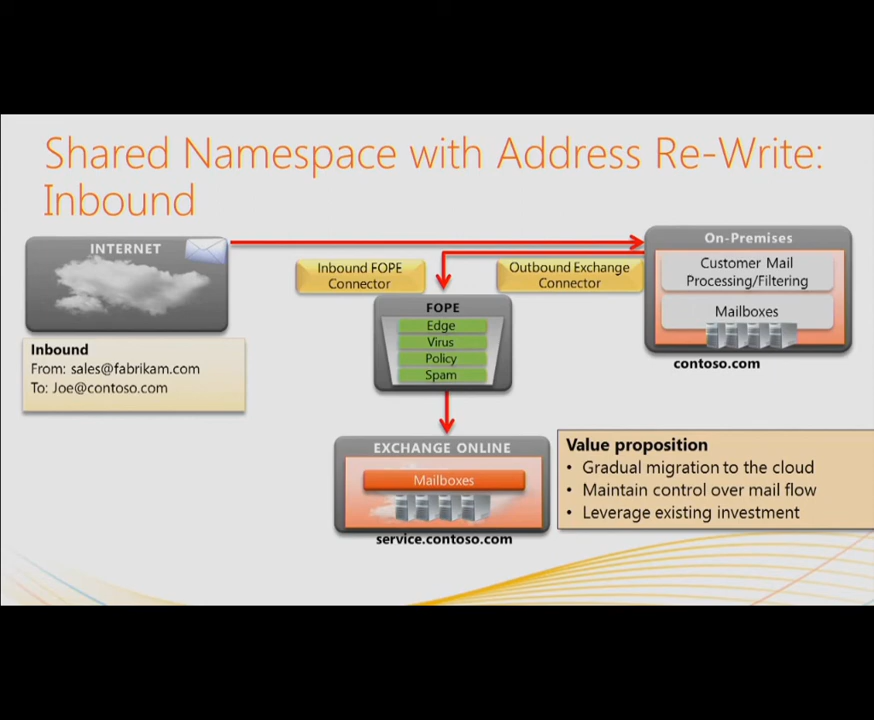 Shared Namespace with Address Re-Write:
Inbound
INTERNET
On-Premises
Inbound FOPE
Connector
Outbound Exchange
Connector
Customer Mail
Processing/Filtering
Mailboxes
contoso.com
FOPE
Edge
Virus
Policy
Spam
Inbound
From: sales@fabrikam.com
To: Joe@contoso.com
EXCHANGE ONLINE
Mailboxes
service.contoso.com
Value proposition
• Gradual migration to the cloud
• Maintain control over mail flow
• Leverage existing investment